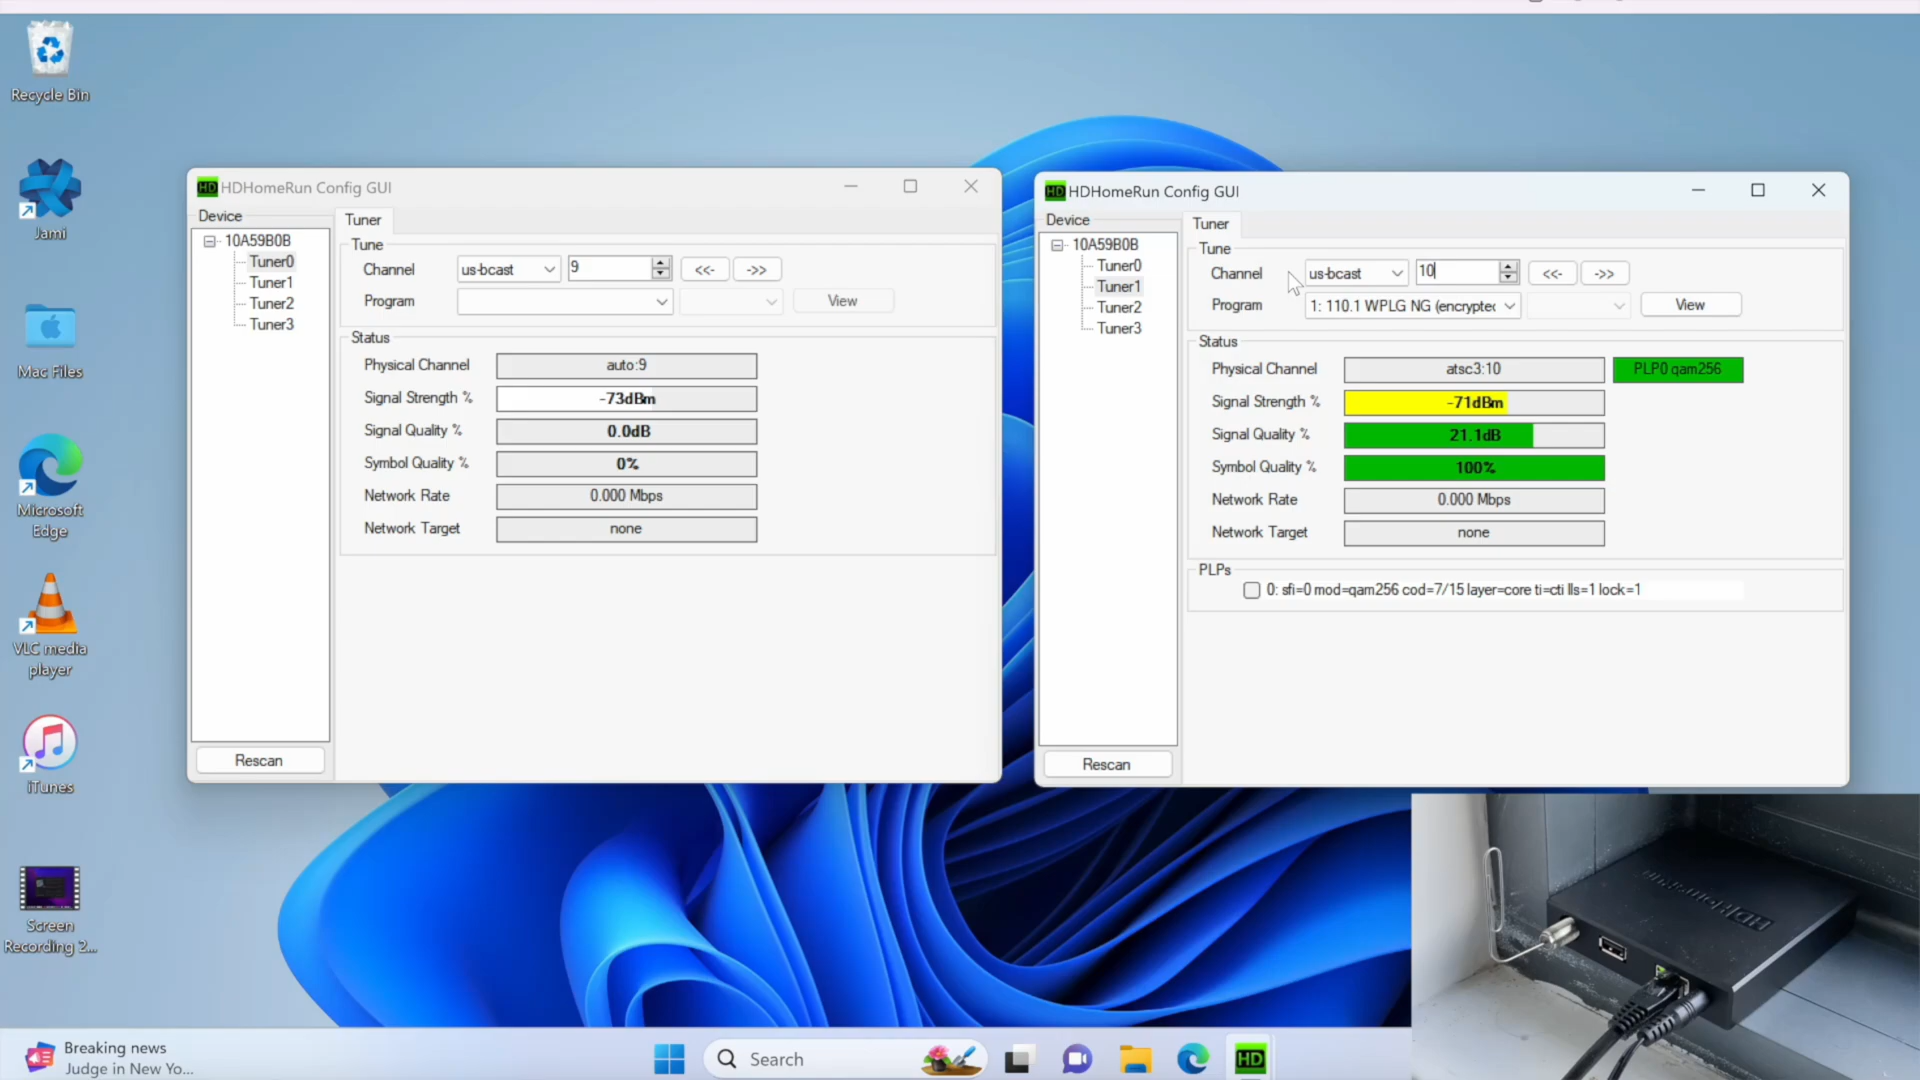 Recycle Bin
Jami
Mac Files
Microsoft
Edge
VLC media
player
iTunes
Screen
Recording 2...
HD HDHomeRun Config GUI
Device
10A59B0B
Tuner0
Tuner1
Tuner2
Tuner3
Rescan
Tuner
Tune
Channel us-bcast 9 <<- ->>
Program View
Status
Physical Channel auto:9
Signal Strength % -73dBm
Signal Quality % 0.0dB
Symbol Quality % 0%
Network Rate 0.000 Mbps
Network Target none
HD HDHomeRun Config GUI
Device
10A59B0B
Tuner0
Tuner1
Tuner2
Tuner3
Rescan
Tuner
Tune
Channel us-bcast 10 <<- ->>
Program 1: 110.1 WPLG NG (encryptec View
Status
Physical Channel atsc3:10 PLP0 qam256
Signal Strength % -71dBm
Signal Quality % 21.1dB
Symbol Quality % 100%
Network Rate 0.000 Mbps
Network Target none
PLPs
0: sfi=0 mod=qam256 cod=7/15 layer=core ti=cti lls=1 lock=1
HDHomeRun
Breaking news
Judge in New Yo...
Search
HD